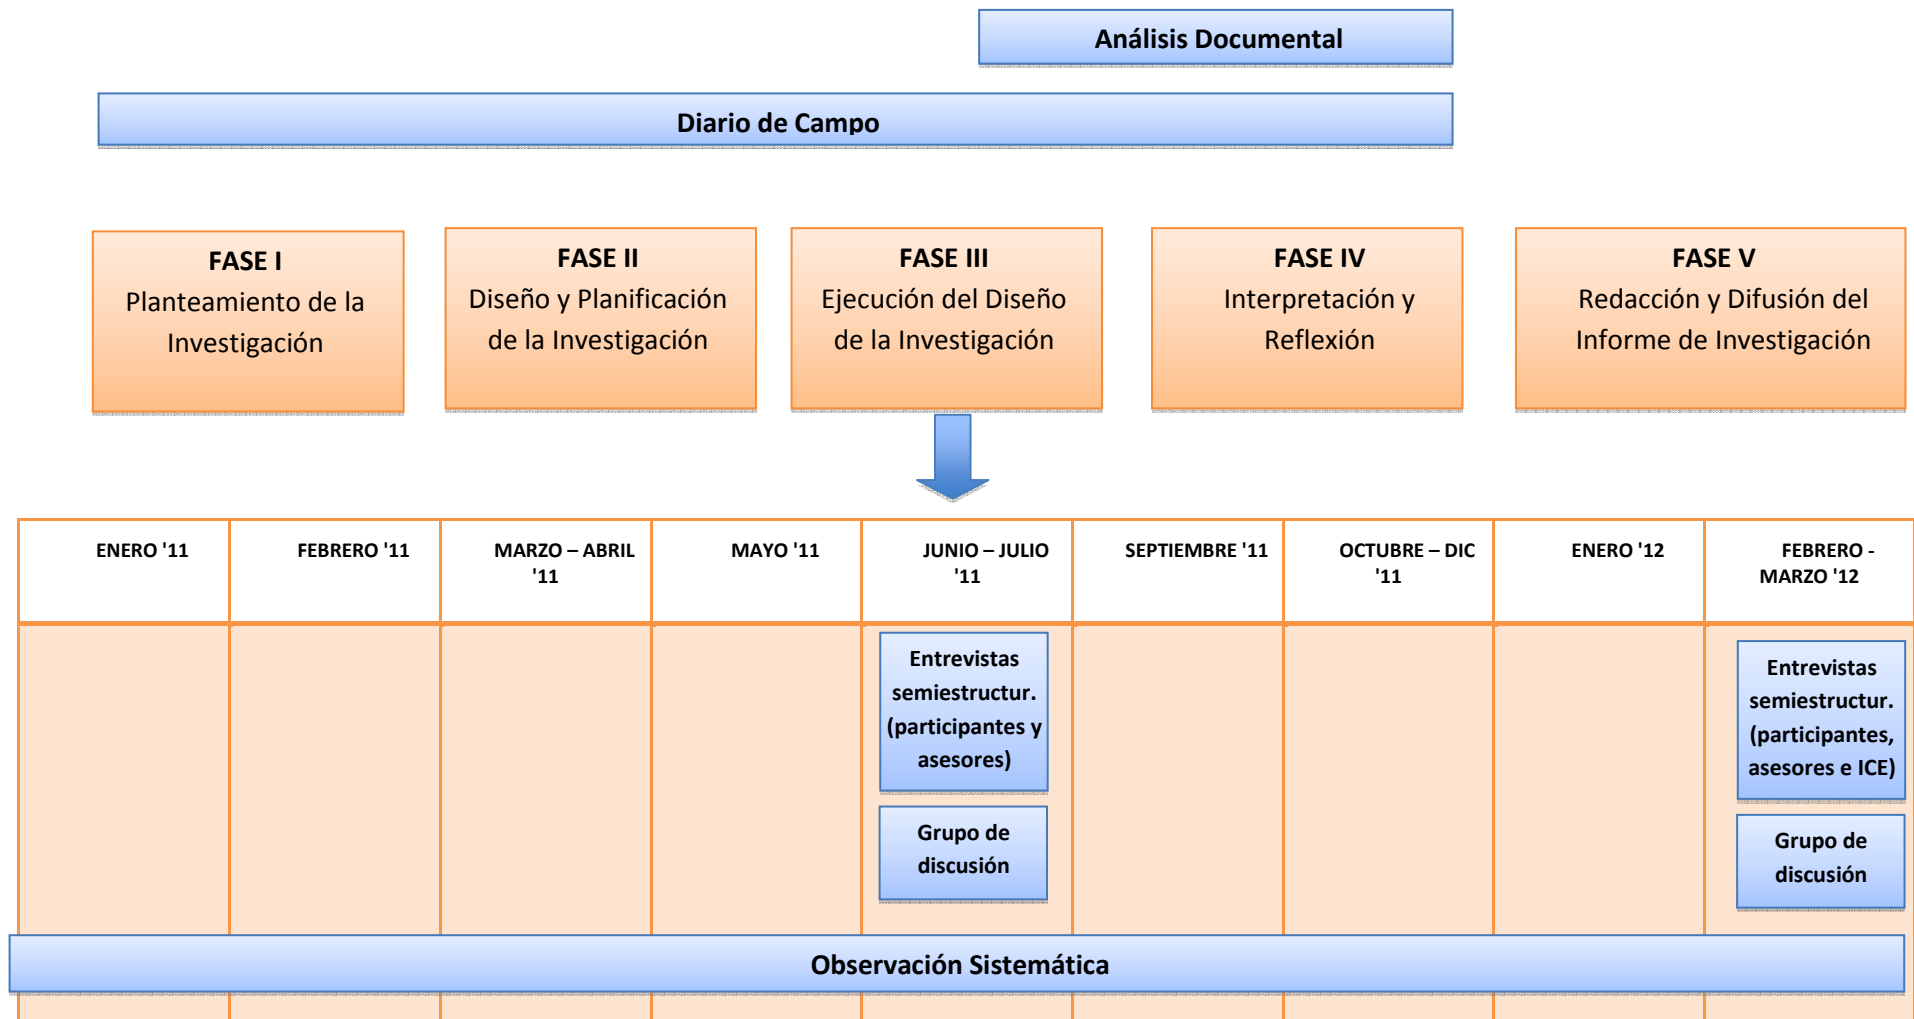 Análisis Documental
Diario de Campo
FASE I
Planteamiento de la
Investigación
FASE II
Diseño y Planificación
de la Investigación
FASE III
Ejecución del Diseño
de la Investigación
FASE IV
Interpretación y
Reflexión
FASE V
Redacción y Difusión del
Informe de Investigación
ENERO '11
FEBRERO '11
MARZO – ABRIL
'11
MAYO '11
JUNIO – JULIO
'11
SEPTIEMBRE '11
OCTUBRE – DIC
'11
ENERO '12
FEBRERO -
MARZO '12
Entrevistas
semiestructur.
(participantes y
asesores)
Grupo de
discusión
Entrevistas
semiestructur.
(participantes,
asesores e ICE)
Grupo de
discusión
Observación Sistemática